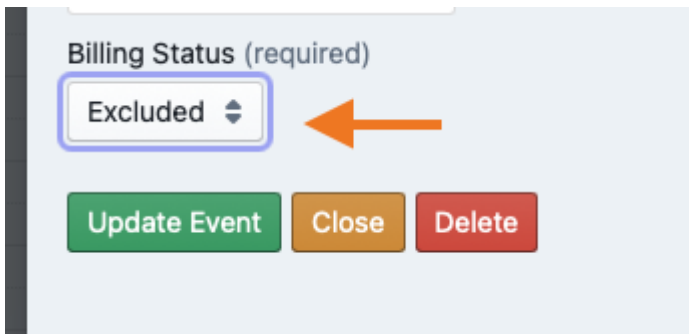 Billing Status (required)
Excluded
Update Event Close Delete